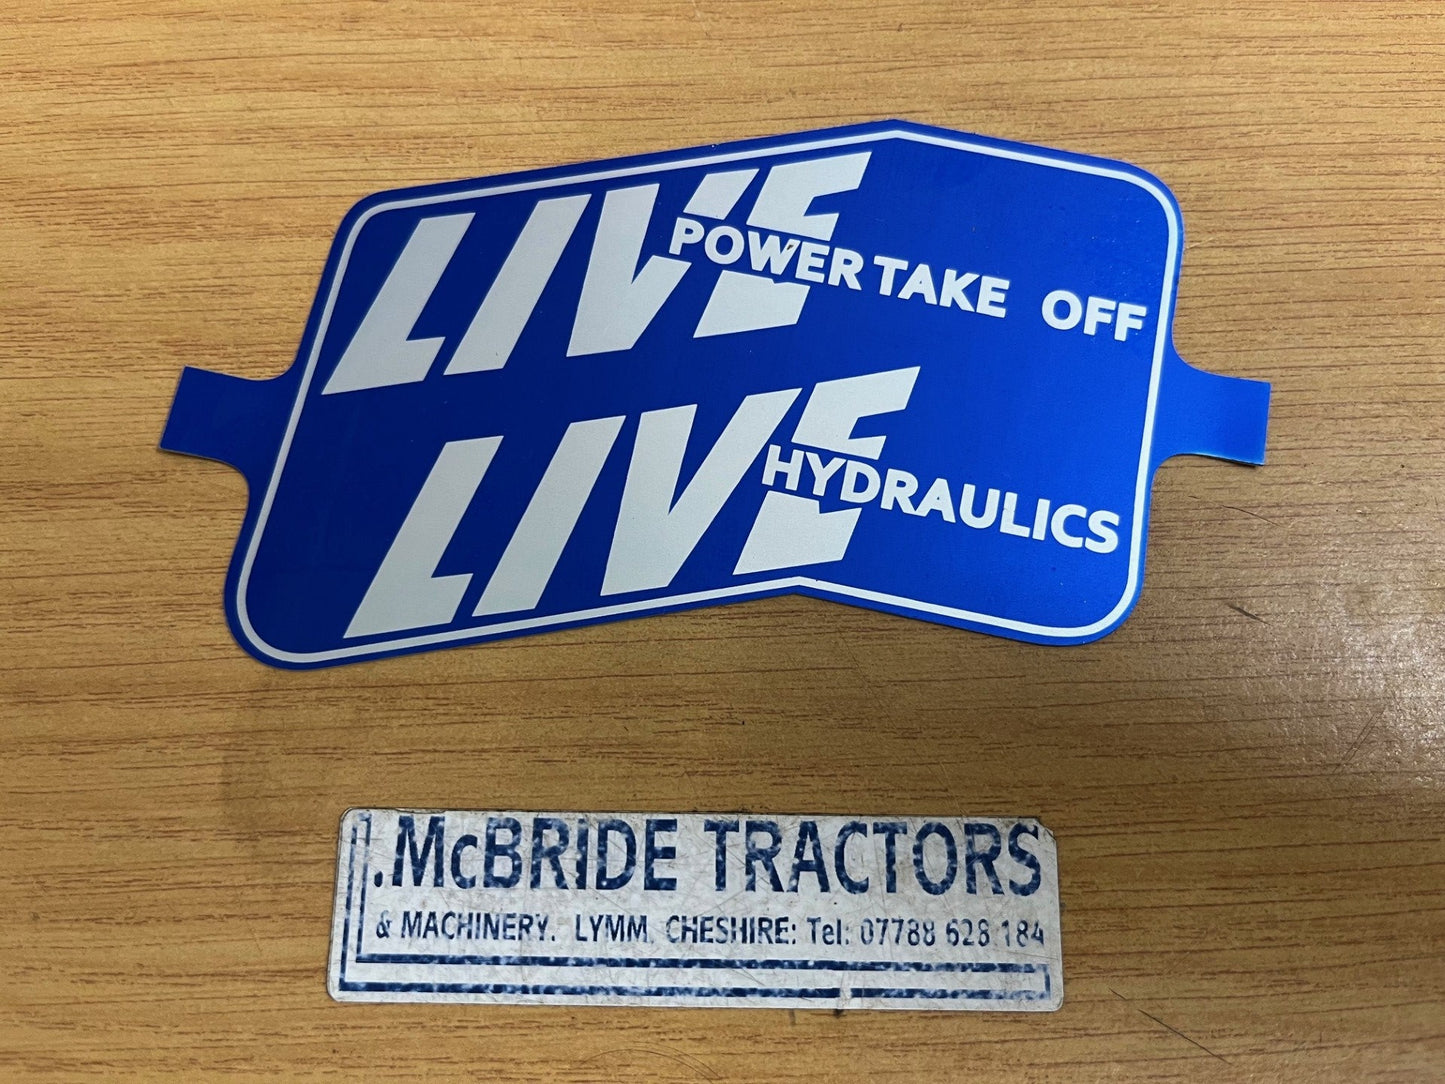 LIVE POWER TAKE OFF
LIVE HYDRAULICS
.McBRIDE TRACTORS
& MACHINERY. LYMM. CHESHIRE: Tel: 07788 628 184